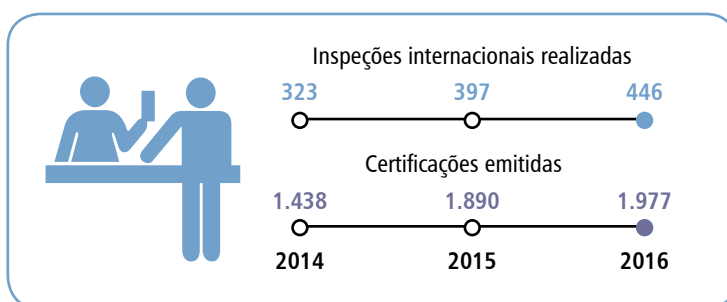 Inspeções internacionais realizadas
323 397 446
Certificações emitidas
1.438 1.890 1.977
2014 2015 2016